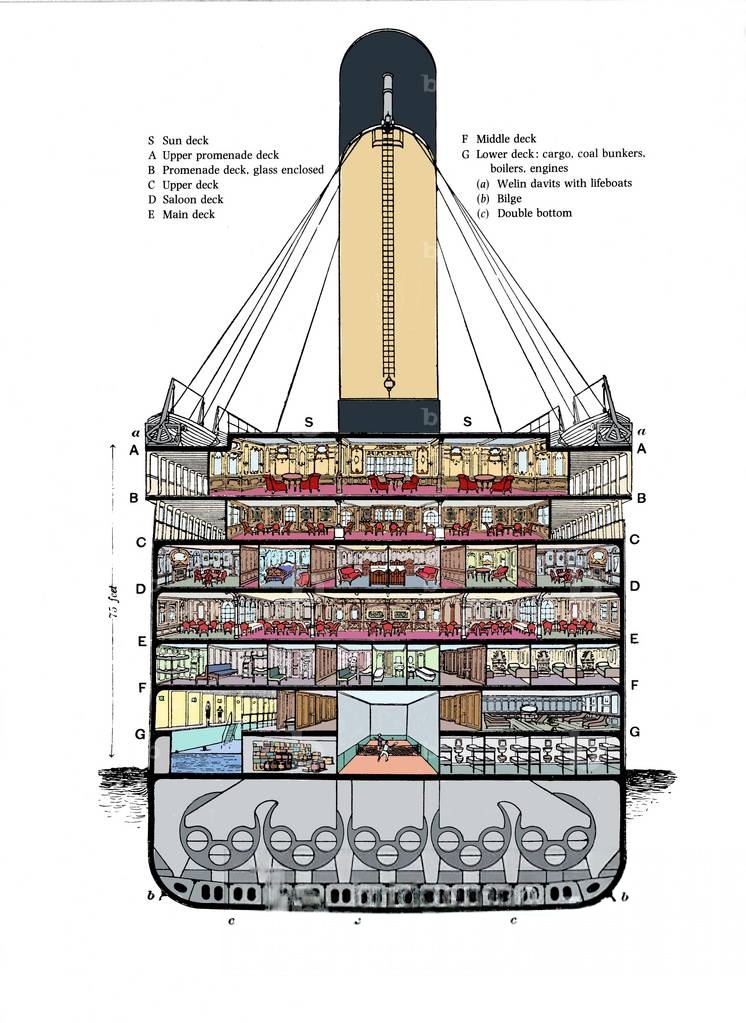 S Sun deck
A Upper promenade deck
B Promenade deck, glass enclosed
C Upper deck
D Saloon deck
E Main deck
F Middle deck
G Lower deck: cargo, coal bunkers,
boilers, engines
(a) Welin davits with lifeboats
(b) Bilge
(c) Double bottom
S S
a a
A A
B B
C C
D D
75 feet
E E
F F
G G
b b
c c c